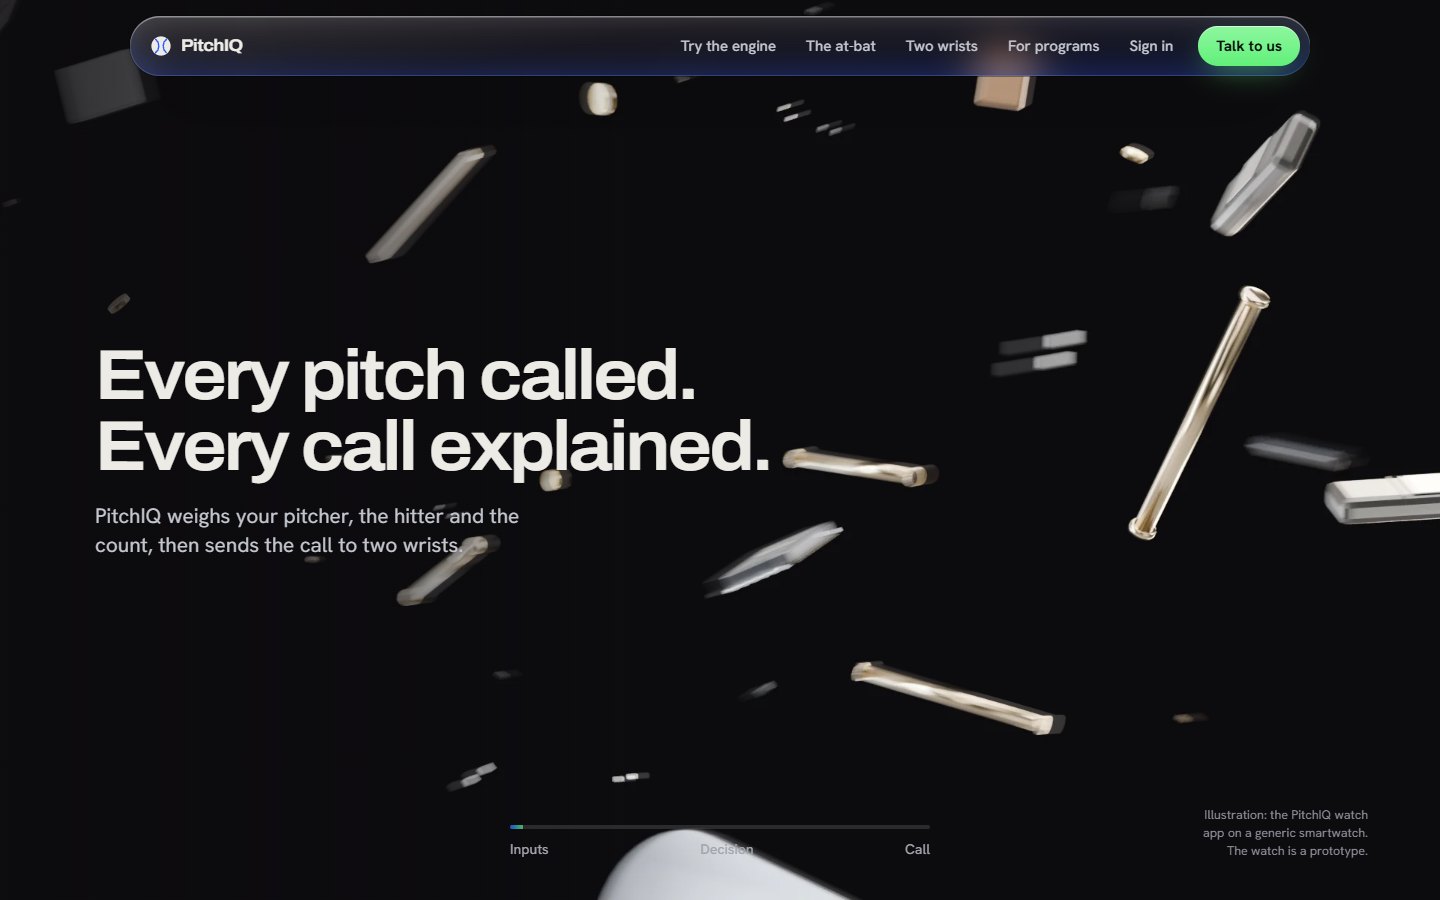 PitchIQ
Try the engine
The at-bat
Two wrists
For programs
Sign in
Talk to us
Every pitch called.
Every call explained.
PitchIQ weighs your pitcher, the hitter and the
count, then sends the call to two wrists.
Inputs
Decision
Call
Illustration: the PitchIQ watch
app on a generic smartwatch.
The watch is a prototype.